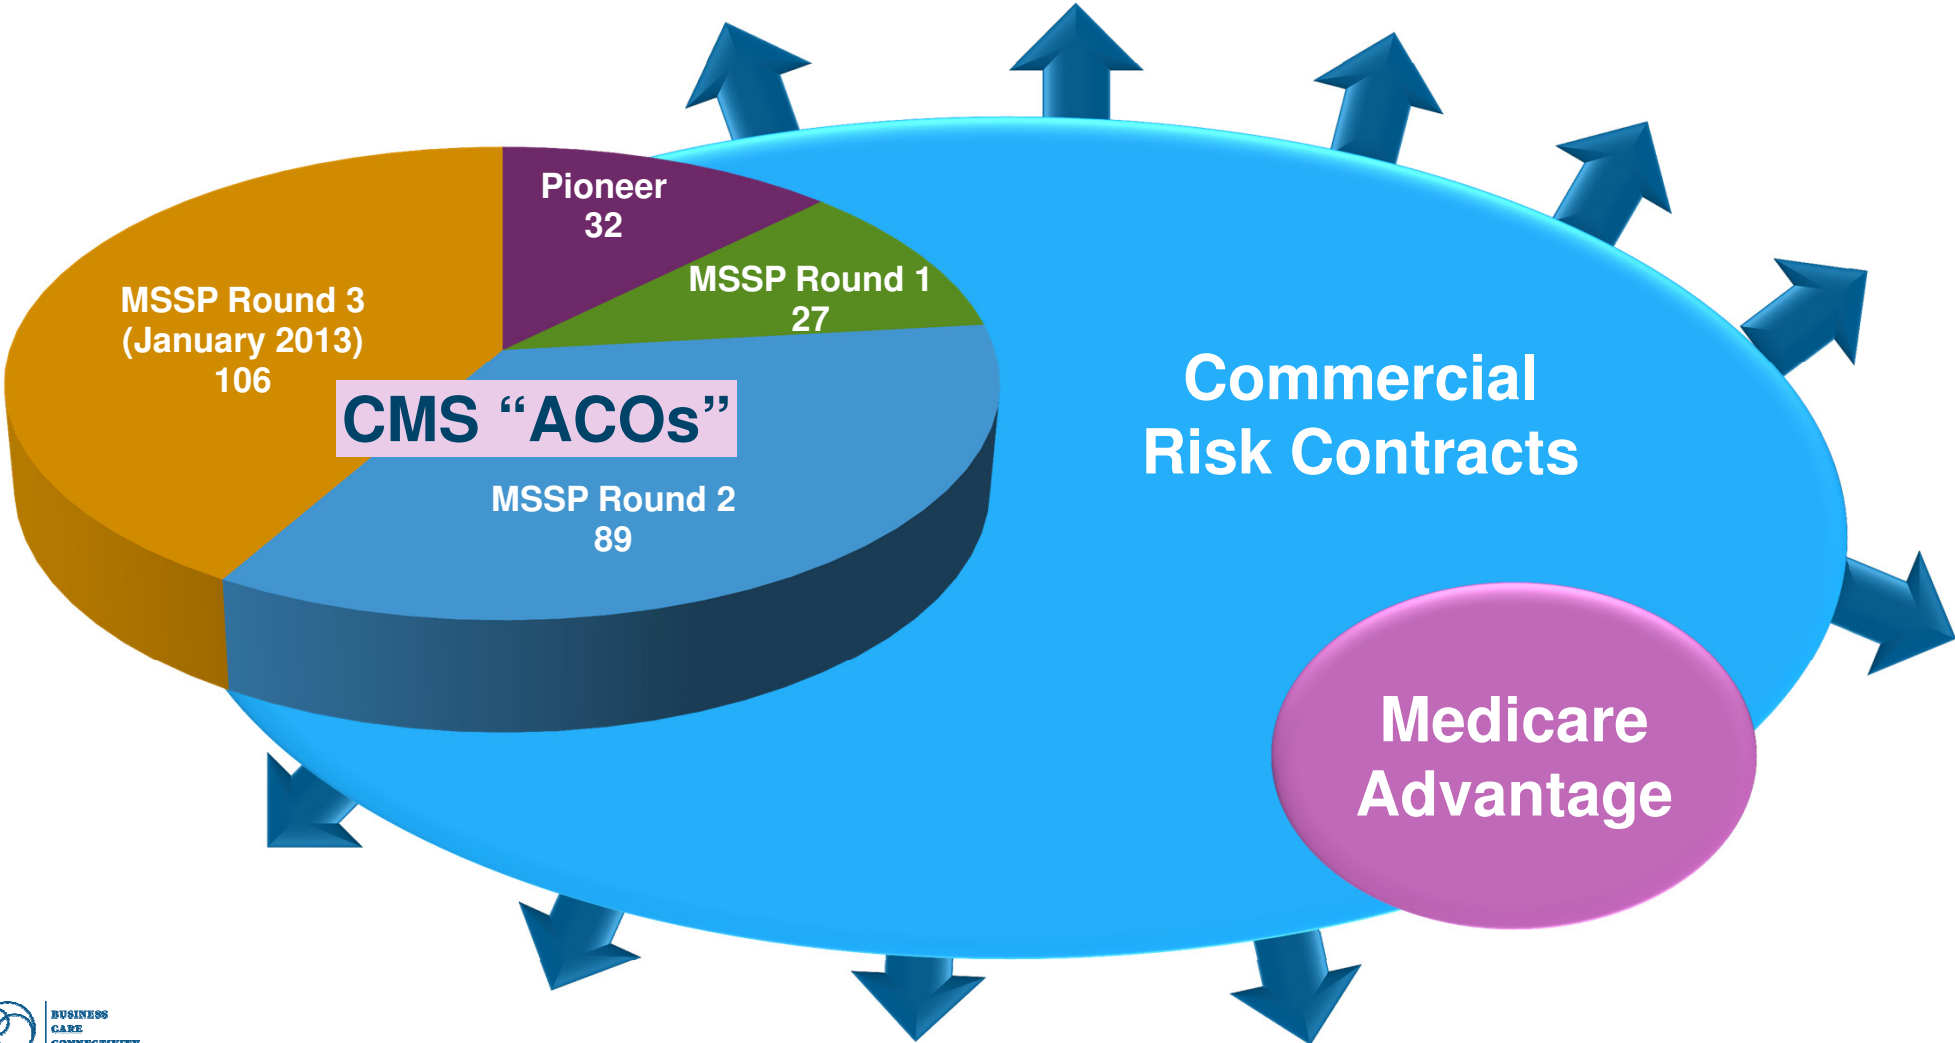 Pioneer
32
MSSP Round 1
27
MSSP Round 3
(January 2013)
106
CMS “ACOs”
MSSP Round 2
89
Commercial
Risk Contracts
Medicare
Advantage
BUSINESS
CARE
CONNECTIVITY